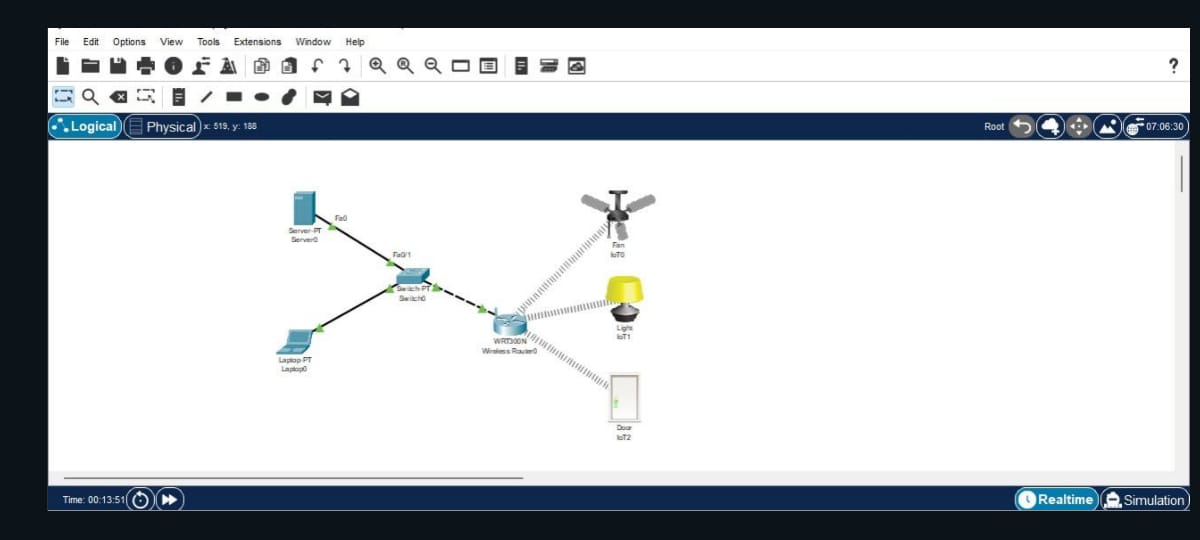 File Edit Options View Tools Extensions Window Help
?
Logical Physical x: 519, y: 188 Root 07:06:30
Fa0
Server-PT
Server0
Fa0/1
Switch-PT
Switch0
Laptop-PT
Laptop0
WRT300N
Wireless Router0
Fan
IoT0
Light
IoT1
Door
IoT2
Time: 00:13:51 Realtime Simulation